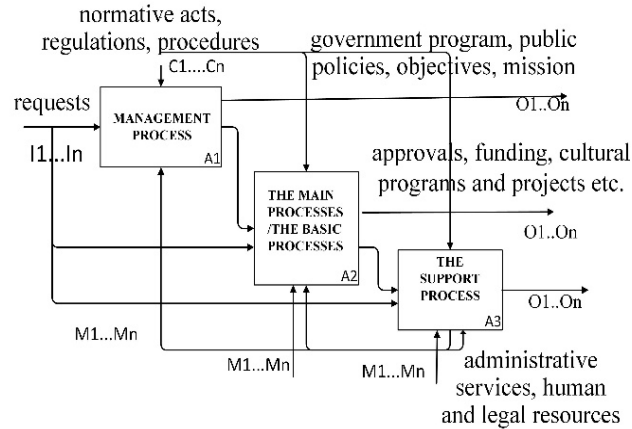 normative acts,
regulations, procedures
government program, public
policies, objectives, mission
C1....Cn
requests
I1...In
MANAGEMENT
PROCESS
A1
O1..On
approvals, funding, cultural
programs and projects etc.
THE MAIN
PROCESSES
/THE BASIC
PROCESSES
A2
O1..On
THE
SUPPORT
PROCESS
A3
O1..On
M1...Mn
M1...Mn
M1...Mn
administrative
services, human
and legal resources